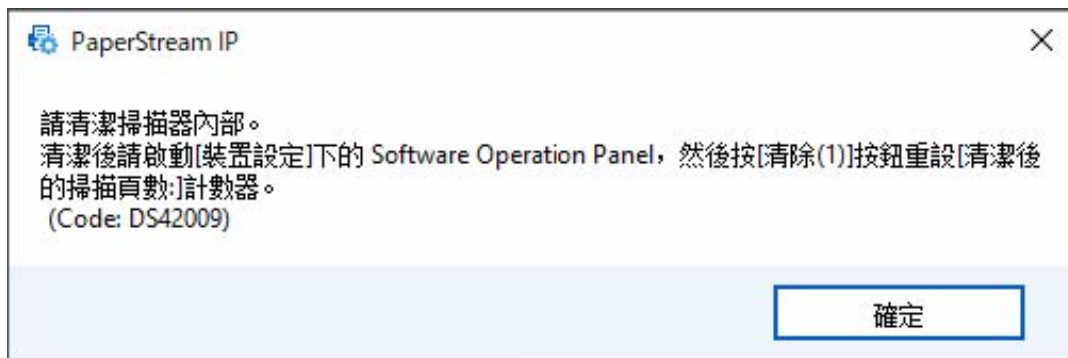 PaperStream IP
請清潔掃描器內部。
清潔後請啟動[裝置設定]下的 Software Operation Panel，然後按[清除(1)]按鈕重設[清潔後
的掃描頁數:]計數器。
(Code: DS42009)
確定